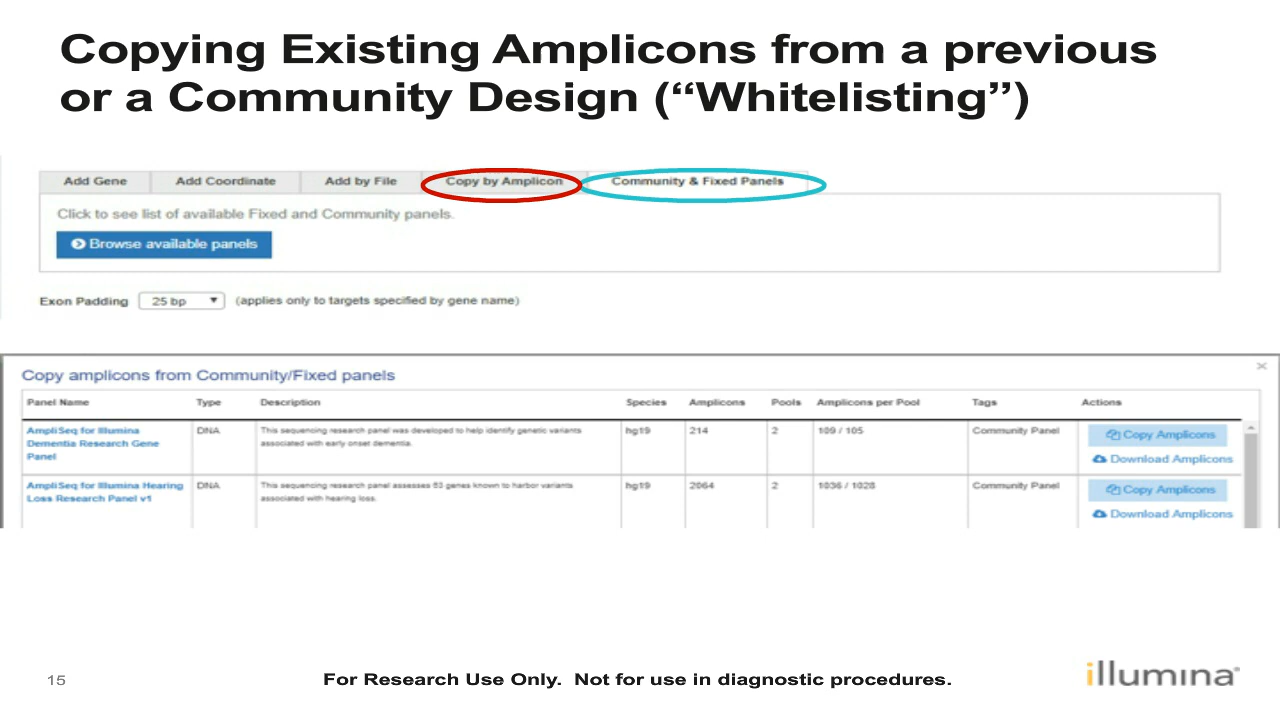 Copying Existing Amplicons from a previous
or a Community Design (“Whitelisting”)
Add Gene Add Coordinate Add by File Copy by Amplicon Community & Fixed Panels
Click to see list of available Fixed and Community panels.
Browse available panels
Exon Padding 25 bp (applies only to targets specified by gene name)
Copy amplicons from Community/Fixed panels
Panel Name Type Description Species Amplicons Pools Amplicons per Pool Tags Actions
AmpliSeq for Illumina DNA This sequencing research panel was developed to help identify genetic variants hg19 214 2 109 / 105 Community Panel Copy Amplicons
Dementia Research Gene associated with early onset dementia.
Panel Download Amplicons
AmpliSeq for Illumina Hearing DNA This sequencing research panel assesses 63 genes known to harbor variants hg19 2064 2 1036 / 1028 Community Panel Copy Amplicons
Loss Research Panel v1 associated with hearing loss.
Download Amplicons
15 For Research Use Only. Not for use in diagnostic procedures. illumina®